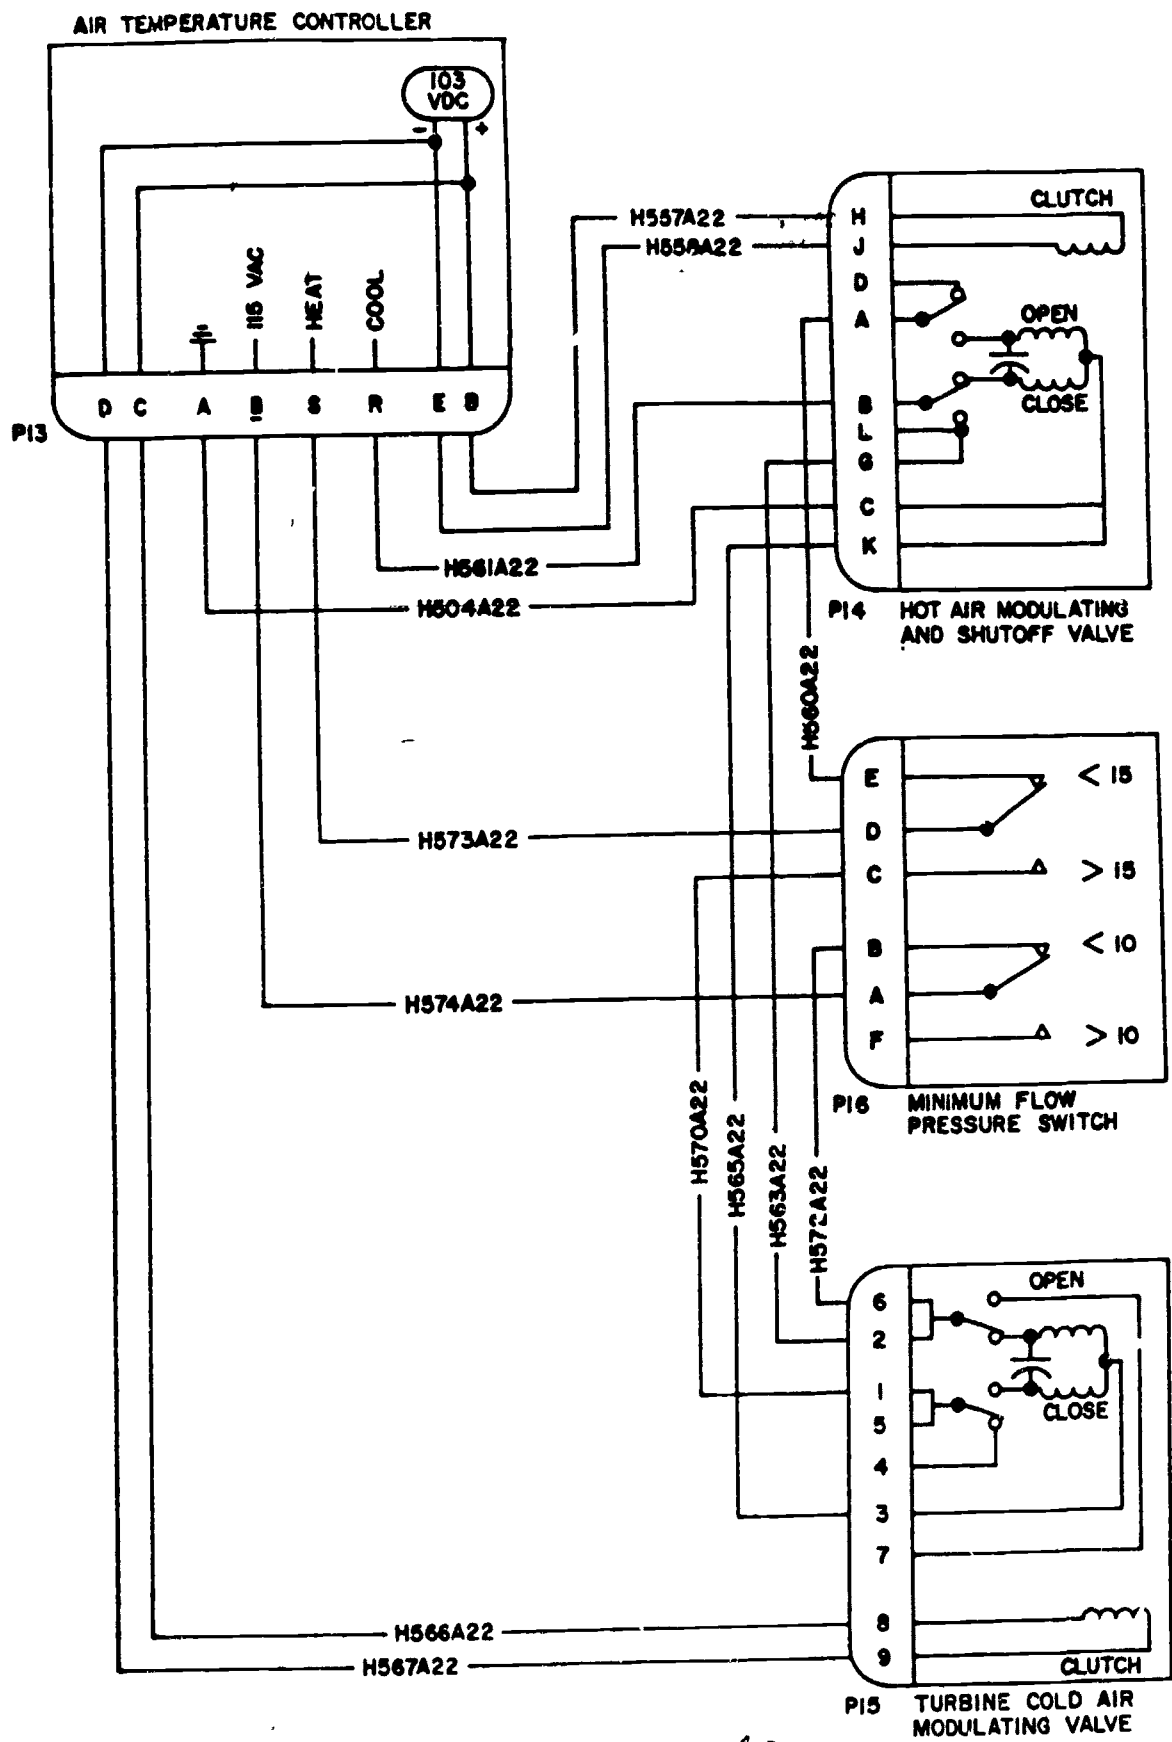 AIR TEMPERATURE CONTROLLER
103
VDC
- +
115 VAC
HEAT
COOL
D C A B S R E B
P13
H557A22
H558A22
H561A22
H504A22
H
J
D
A
B
L
G
C
K
CLUTCH
OPEN
CLOSE
P14
HOT AIR MODULATING
AND SHUTOFF VALVE
H560A22
H573A22
H574A22
E
D
C
B
A
F
< 15
> 15
< 10
> 10
P16
MINIMUM FLOW
PRESSURE SWITCH
H570A22
H565A22
H563A22
H572A22
6
2
1
5
4
3
7
8
9
OPEN
CLOSE
CLUTCH
H566A22
H567A22
P15
TURBINE COLD AIR
MODULATING VALVE